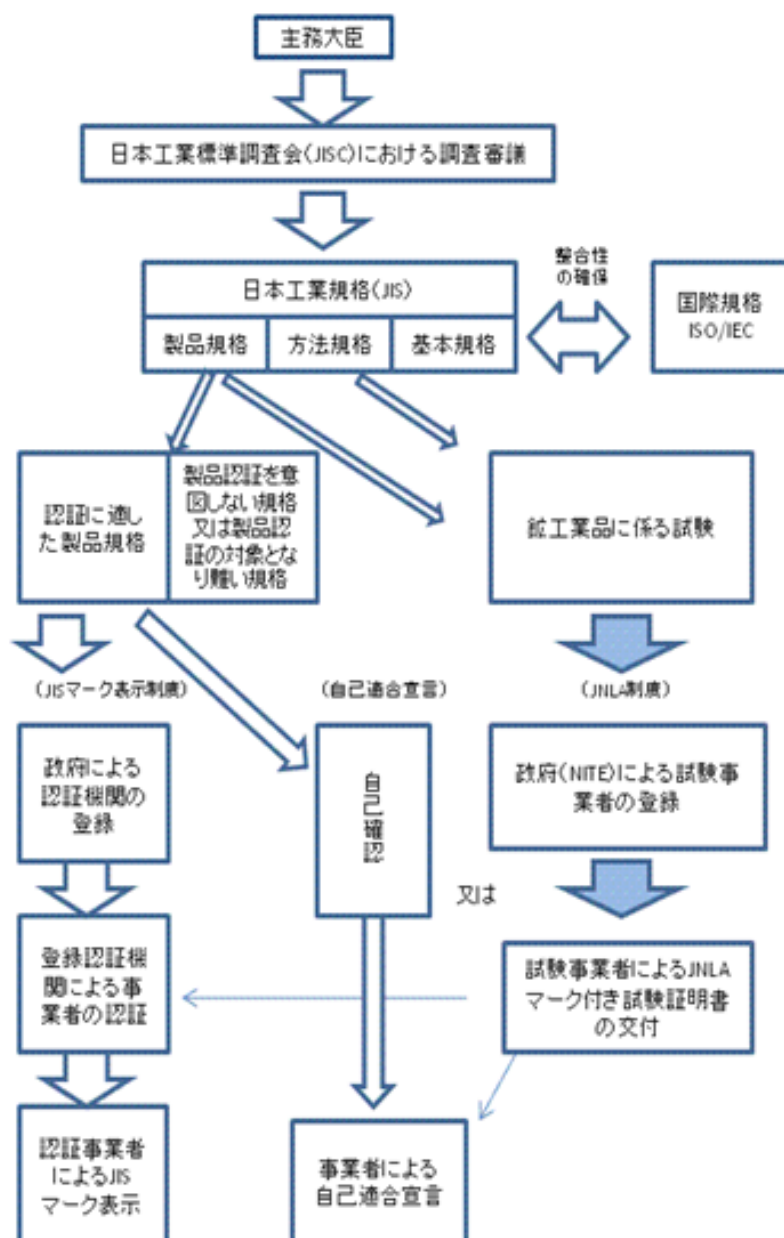 主務大臣
日本工業標準調査会(JISC)における調査審議
日本工業規格(JIS)
製品規格
方法規格
基本規格
整合性
の確保
国際規格
ISO/IEC
認証に適し
た製品規格
製品認証を意
図しない規格
又は製品認
証の対象とな
り難い規格
鉱工業品に係る試験
(JISマーク表示制度)
(自己適合宣言)
(JNLA制度)
政府による
認証機関の
登録
自己確認
政府(NITE)による試験事
業者の登録
又は
登録認証機
関による事
業者の認証
試験事業者によるJNLA
マーク付き試験証明書
の交付
認証事業者
によるJIS
マーク表示
事業者による
自己適合宣言